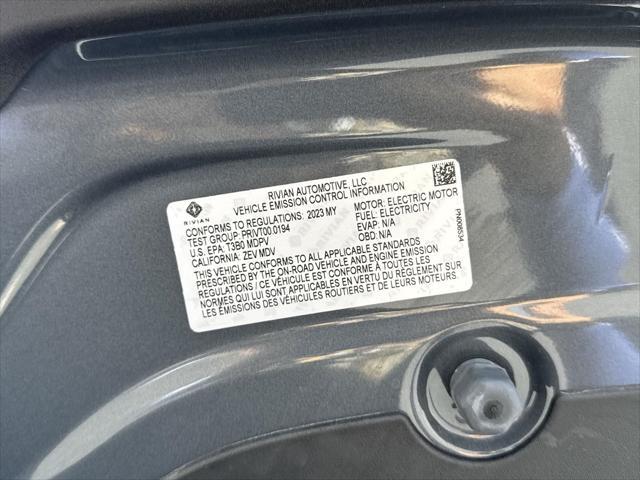 RIVIAN
RIVIAN AUTOMOTIVE, LLC
VEHICLE EMISSION CONTROL INFORMATION
CONFORMS TO REGULATIONS: 2023 MY
TEST GROUP: PRIVT00.0194
U.S. EPA: T3B0 MDPV
CALIFORNIA: ZEV MDV
MOTOR: ELECTRIC MOTOR
FUEL: ELECTRICITY
EVAP: N/A
OBD: N/A
THIS VEHICLE CONFORMS TO ALL APPLICABLE STANDARDS
PRESCRIBED BY THE ON-ROAD VEHICLE AND ENGINE EMISSION
REGULATIONS / CE VÉHICULE EST CONFORME À TOUTES LES
NORMES QUI LUI SONT APPLICABLES EN VERTU DU RÈGLEMENT SUR
LES ÉMISSIONS DES VÉHICULES ROUTIERS ET DE LEURS MOTEURS.